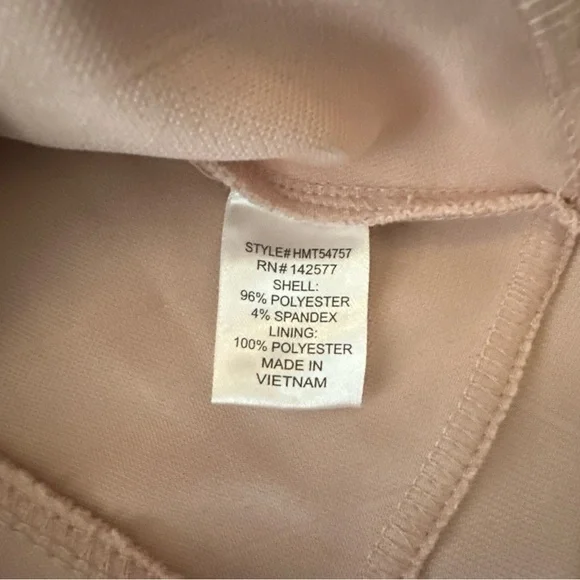 STYLE#HMT54757
RN#142577
SHELL:
96% POLYESTER
4% SPANDEX
LINING:
100% POLYESTER
MADE IN
VIETNAM